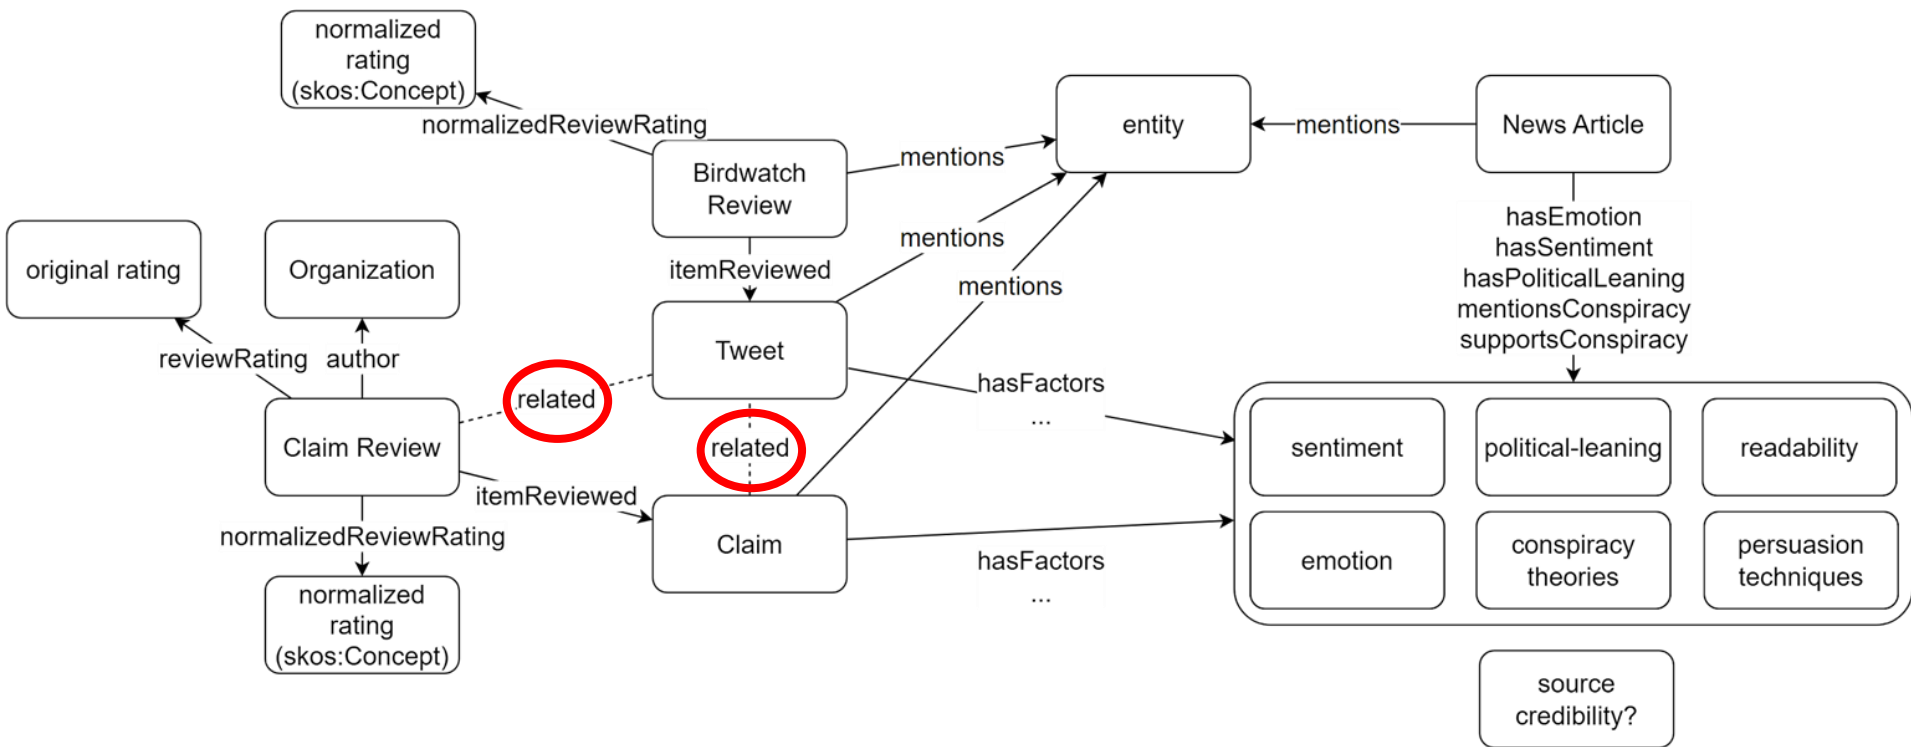 normalized
rating
(skos:Concept)
normalizedReviewRating
Birdwatch
Review
mentions
entity
mentions
News Article
hasEmotion
hasSentiment
hasPoliticalLeaning
mentionsConspiracy
supportsConspiracy
original rating
Organization
itemReviewed
mentions
mentions
reviewRating
author
related
Tweet
hasFactors
...
Claim Review
related
sentiment
political-leaning
readability
itemReviewed
normalizedReviewRating
Claim
hasFactors
...
emotion
conspiracy
theories
persuasion
techniques
normalized
rating
(skos:Concept)
source
credibility?